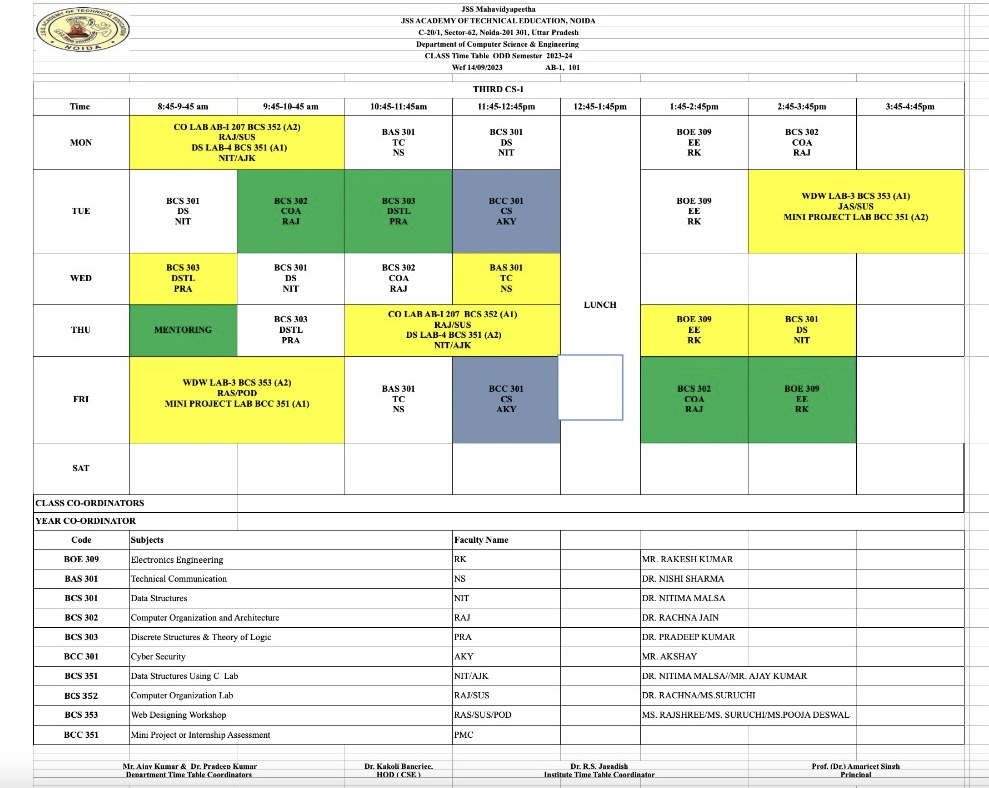 JSS ACADEMY OF TECHNICAL EDUCATION
NOIDA
JSS Mahavidyapeetha
JSS ACADEMY OF TECHNICAL EDUCATION, NOIDA
C-20/1, Sector-62, Noida-201 301, Uttar Pradesh
Department of Computer Science & Engineering
CLASS Time Table ODD Semester 2023-24
Wef 14/09/2023 AB-1, 101
THIRD CS-1
Time 8:45-9-45 am 9:45-10-45 am 10:45-11:45am 11:45-12:45pm 12:45-1:45pm 1:45-2:45pm 2:45-3:45pm 3:45-4:45pm
MON
CO LAB AB-I 207 BCS 352 (A2)
RAJ/SUS
DS LAB-4 BCS 351 (A1)
NIT/AJK
BAS 301
TC
NS
BCS 301
DS
NIT
BOE 309
EE
RK
BCS 302
COA
RAJ
TUE
BCS 301
DS
NIT
BCS 302
COA
RAJ
BCS 303
DSTL
PRA
BCC 301
CS
AKY
BOE 309
EE
RK
WDW LAB-3 BCS 353 (A1)
JAS/SUS
MINI PROJECT LAB BCC 351 (A2)
WED
BCS 303
DSTL
PRA
BCS 301
DS
NIT
BCS 302
COA
RAJ
BAS 301
TC
NS
LUNCH
THU
MENTORING
BCS 303
DSTL
PRA
CO LAB AB-I 207 BCS 352 (A1)
RAJ/SUS
DS LAB-4 BCS 351 (A2)
NIT/AJK
BOE 309
EE
RK
BCS 301
DS
NIT
FRI
WDW LAB-3 BCS 353 (A2)
RAS/POD
MINI PROJECT LAB BCC 351 (A1)
BAS 301
TC
NS
BCC 301
CS
AKY
BCS 302
COA
RAJ
BOE 309
EE
RK
SAT
CLASS CO-ORDINATORS
YEAR CO-ORDINATOR
Code Subjects Faculty Name
BOE 309 Electronics Engineering RK MR. RAKESH KUMAR
BAS 301 Technical Communication NS DR. NISHI SHARMA
BCS 301 Data Structures NIT DR. NITIMA MALSA
BCS 302 Computer Organization and Architecture RAJ DR. RACHNA JAIN
BCS 303 Discrete Structures & Theory of Logic PRA DR. PRADEEP KUMAR
BCC 301 Cyber Security AKY MR. AKSHAY
BCS 351 Data Structures Using C Lab NIT/AJK DR. NITIMA MALSA//MR. AJAY KUMAR
BCS 352 Computer Organization Lab RAJ/SUS DR. RACHNA/MS.SURUCHI
BCS 353 Web Designing Workshop RAS/SUS/POD MS. RAJSHREE/MS. SURUCHI/MS.POOJA DESWAL
BCC 351 Mini Project or Internship Assessment PMC
Mr. Ajay Kumar & Dr. Pradeep Kumar Dr. Kakoli Banerjee, Dr. R.S. Jagadish Prof. (Dr.) Amarjeet Singh
Department Time Table Coordinators HOD ( CSE ) Institute Time Table Coordinator Principal